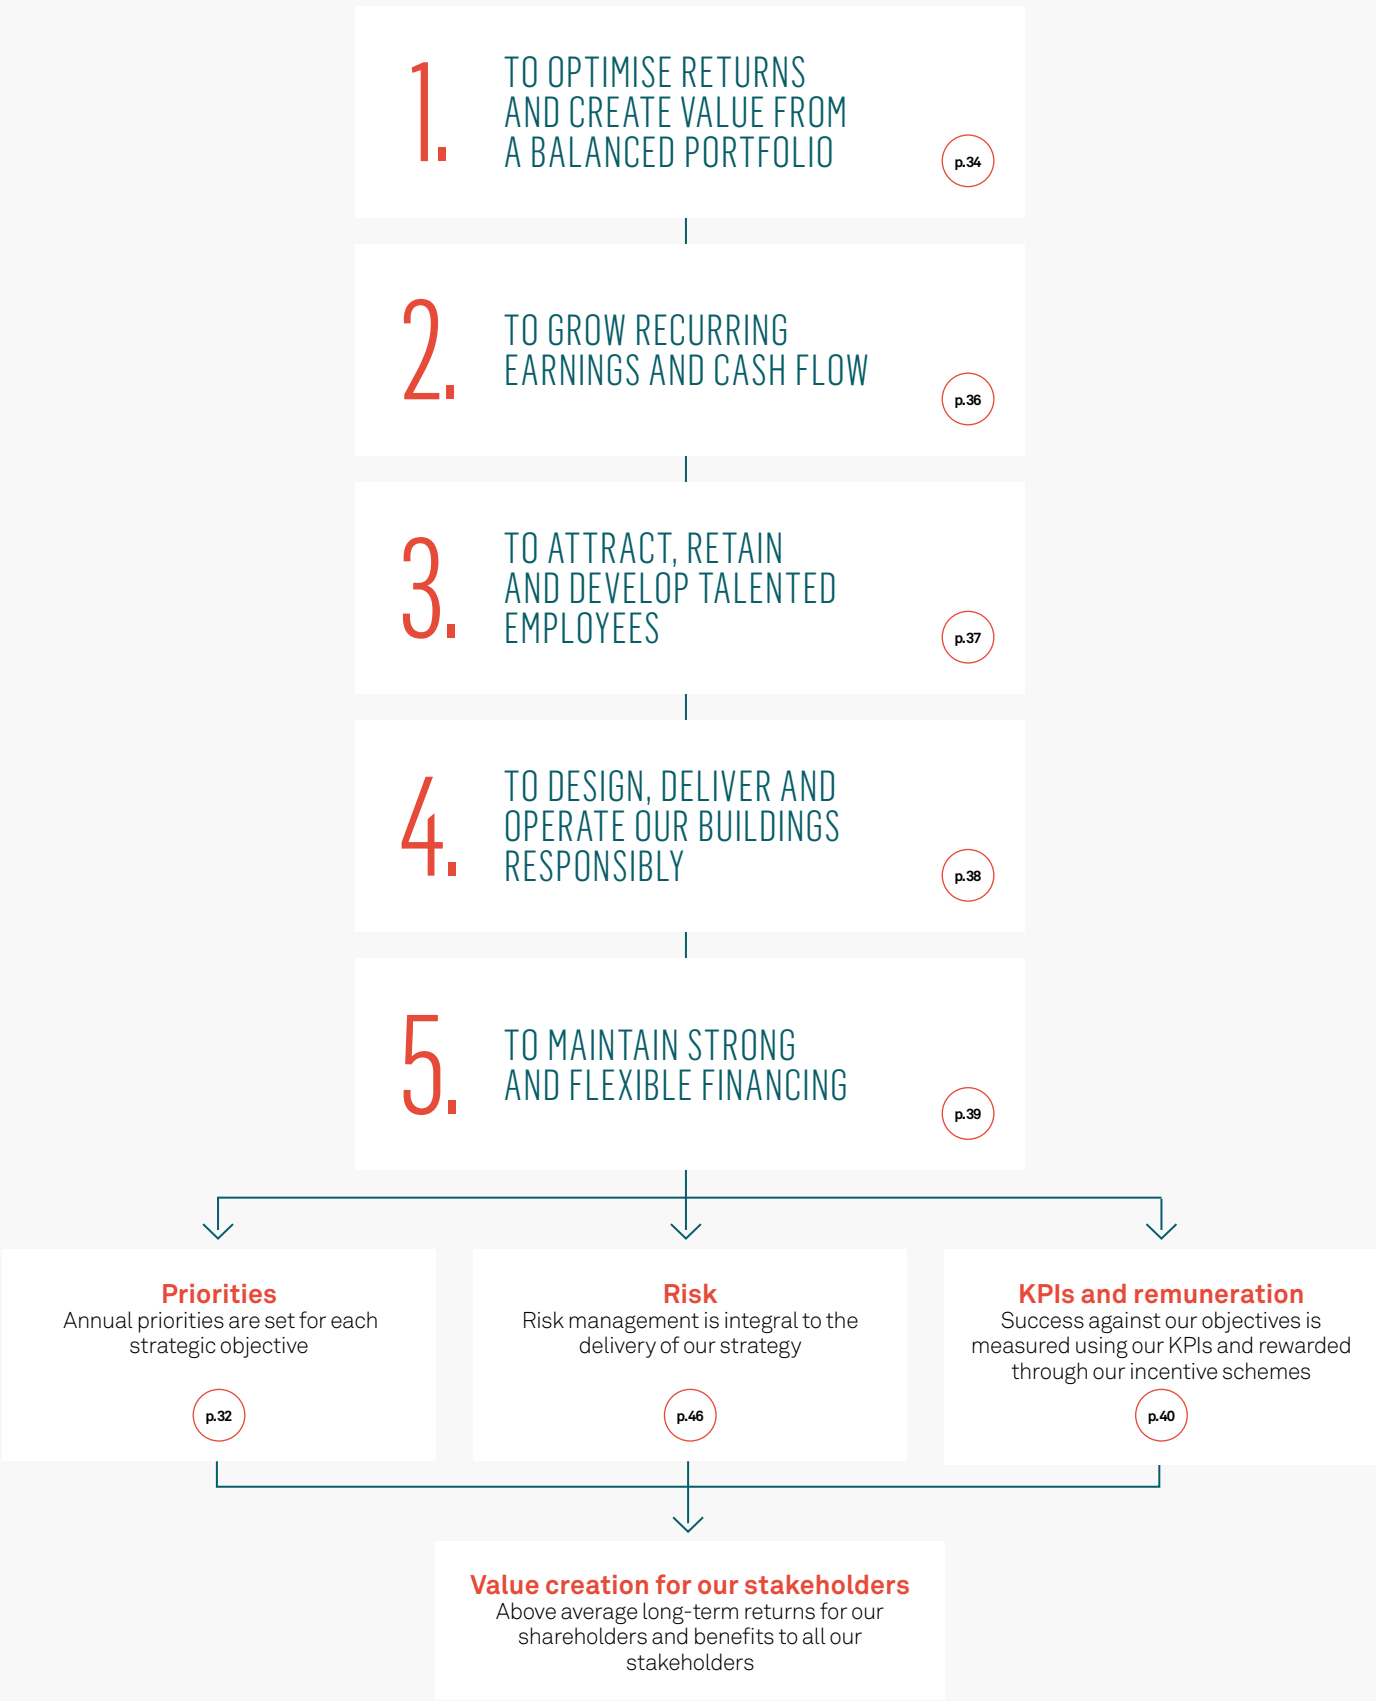 1.
TO OPTIMISE RETURNS
AND CREATE VALUE FROM
A BALANCED PORTFOLIO
p.34
2.
TO GROW RECURRING
EARNINGS AND CASH FLOW
p.36
3.
TO ATTRACT, RETAIN
AND DEVELOP TALENTED
EMPLOYEES
p.37
4.
TO DESIGN, DELIVER AND
OPERATE OUR BUILDINGS
RESPONSIBLY
p.38
5.
TO MAINTAIN STRONG
AND FLEXIBLE FINANCING
p.39
Priorities
Annual priorities are set for each
strategic objective
p.32
Risk
Risk management is integral to the
delivery of our strategy
p.46
KPIs and remuneration
Success against our objectives is
measured using our KPIs and rewarded
through our incentive schemes
p.40
Value creation for our stakeholders
Above average long-term returns for our
shareholders and benefits to all our
stakeholders